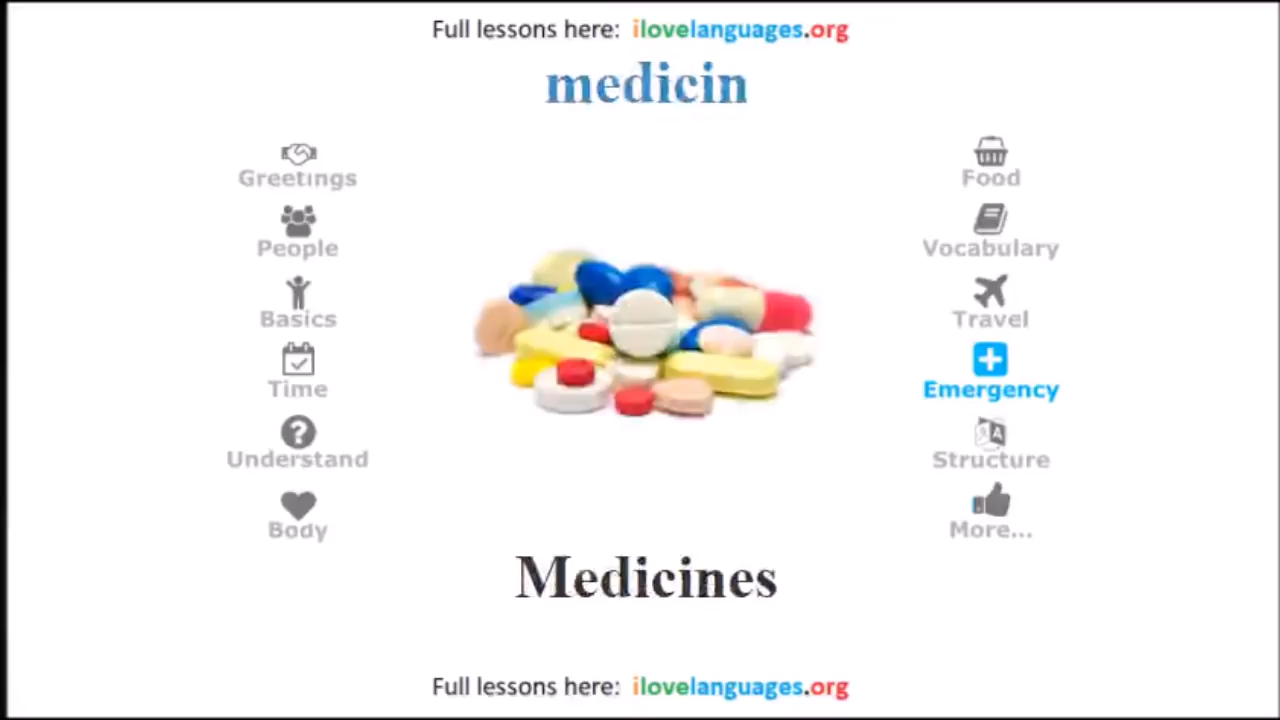 Full lessons here: ilovelanguages.org
medicin
Greetings
People
Basics
Time
Understand
Body
Food
Vocabulary
Travel
Emergency
Structure
More...
Medicines
Full lessons here: ilovelanguages.org